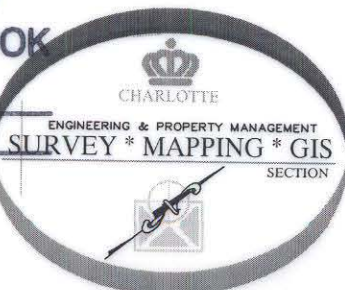 OK
CHARLOTTE
ENGINEERING & PROPERTY MANAGEMENT
SURVEY * MAPPING * GIS
SECTION